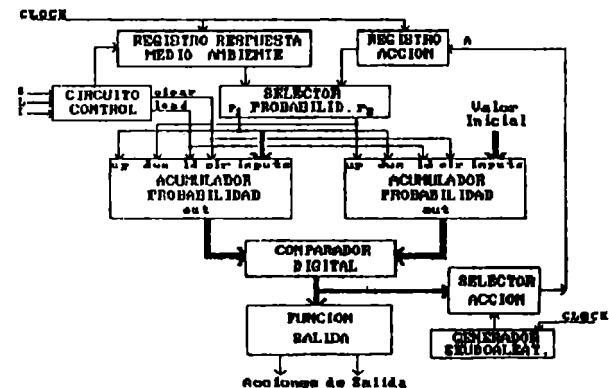 CLOCK
REGISTRO RESPUESTA
MEDIO AMBIENTE
REGISTRO
ACCION
A
CIRCUITO
CONTROL
clear
load
SELECTOR
PROBABILID.
P1
P2
Valor
Inicial
up dwn ld clr inputs
ACUMULADOR
PROBABILIDAD
out
up dwn ld clr inputs
ACUMULADOR
PROBABILIDAD
out
COMPARADOR
DIGITAL
SELECTOR
ACCION
FUNCION
SALIDA
CLOCK
GENERADOR
SEUDOALEAT.
Acciones de Salida